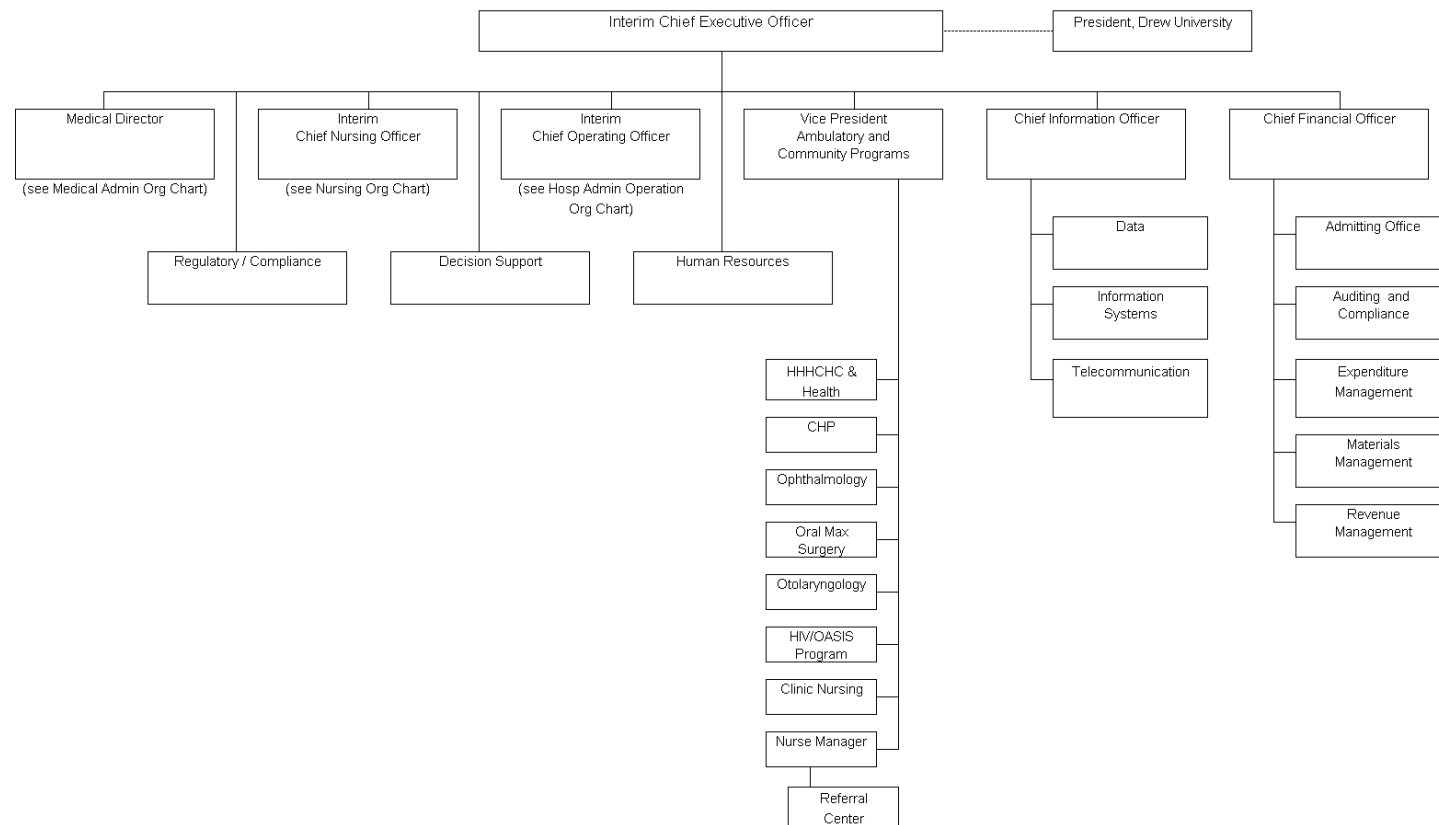 Interim Chief Executive Officer
President, Drew University
Medical Director
(see Medical Admin Org Chart)
Interim
Chief Nursing Officer
(see Nursing Org Chart)
Interim
Chief Operating Officer
(see Hosp Admin Operation
Org Chart)
Vice President
Ambulatory and
Community Programs
Chief Information Officer
Chief Financial Officer
Regulatory / Compliance
Decision Support
Human Resources
HHHCHC &
Health
CHP
Ophthalmology
Oral Max
Surgery
Otolaryngology
HIV/OASIS
Program
Clinic Nursing
Nurse Manager
Referral
Center
Data
Information
Systems
Telecommunication
Admitting Office
Auditing and
Compliance
Expenditure
Management
Materials
Management
Revenue
Management